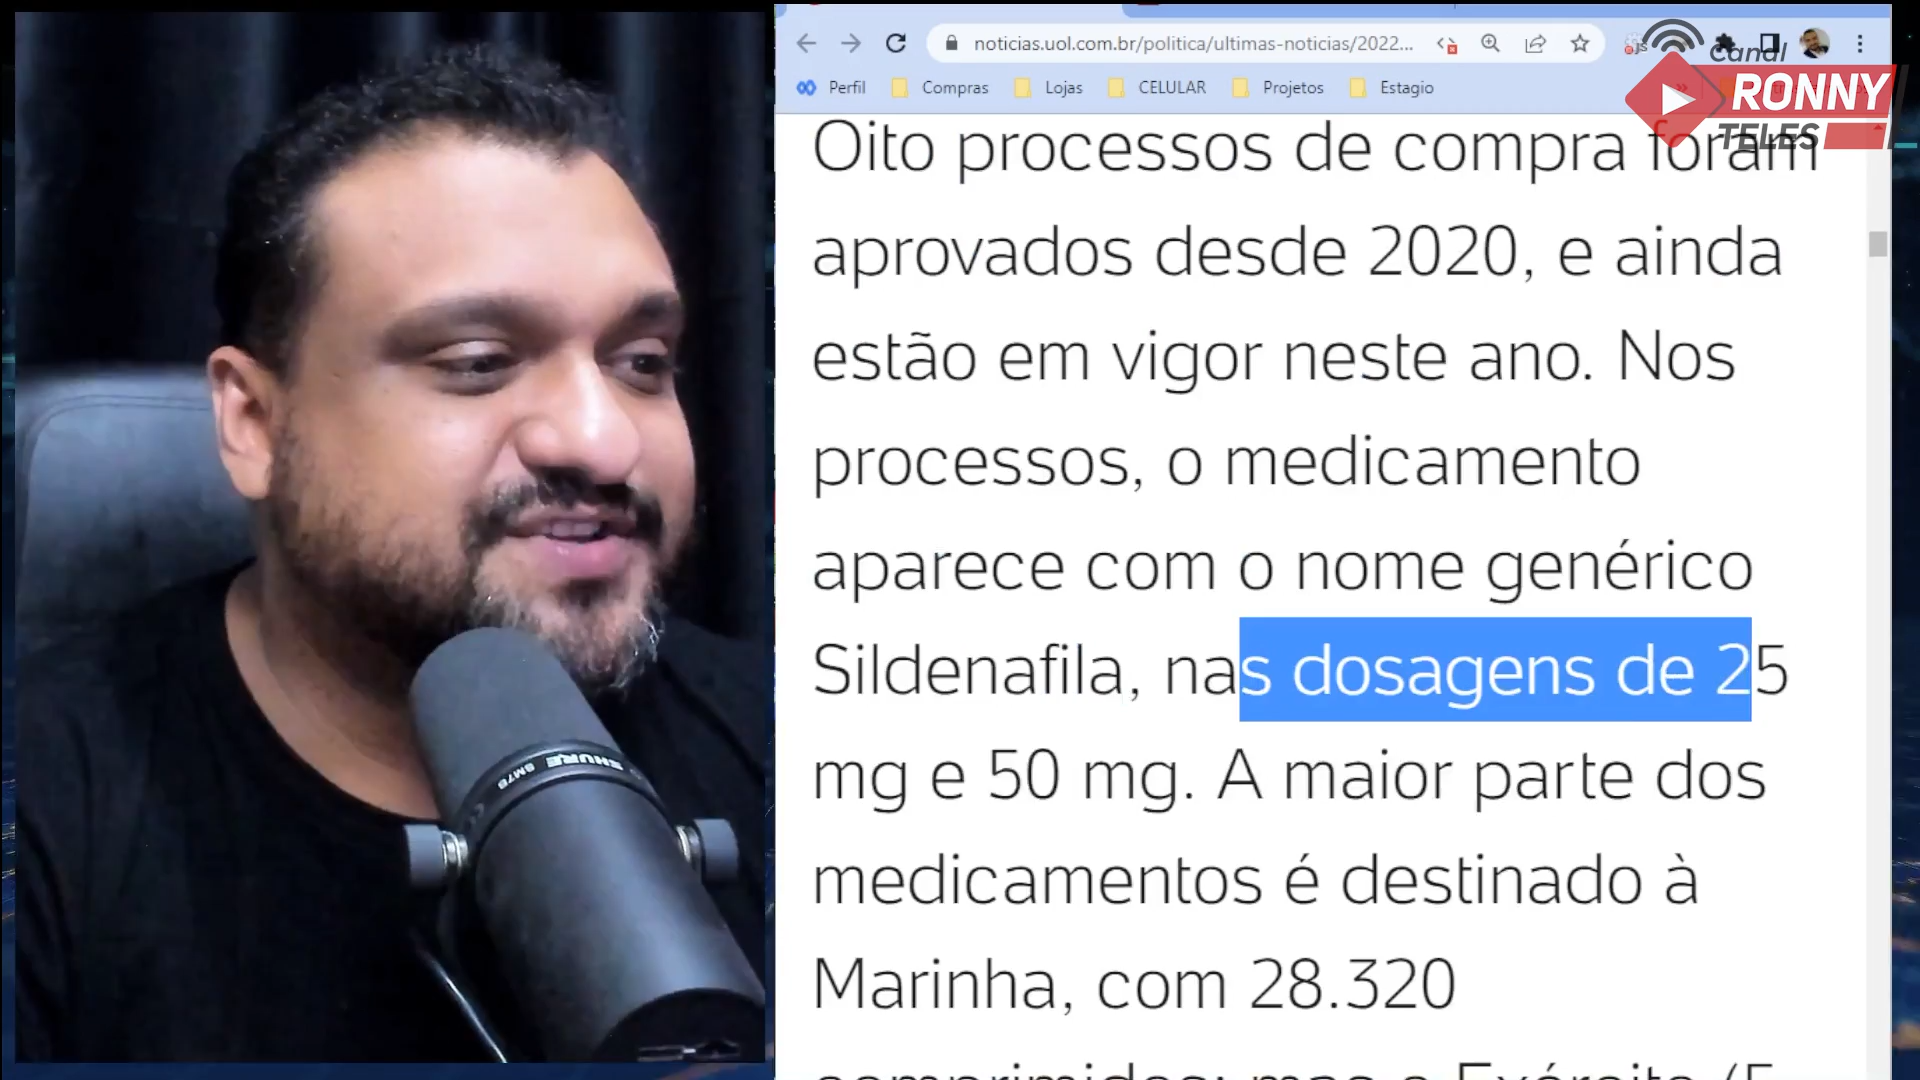 noticias.uol.com.br/politica/ultimas-noticias/2022...
Canal
RONNY
TELES
Perfil
Compras
Lojas
CELULAR
Projetos
Estagio
Oito processos de compra foram
aprovados desde 2020, e ainda
estão em vigor neste ano. Nos
processos, o medicamento
aparece com o nome genérico
Sildenafila, nas dosagens de 25
mg e 50 mg. A maior parte dos
medicamentos é destinado à
Marinha, com 28.320
SHURE SM7B